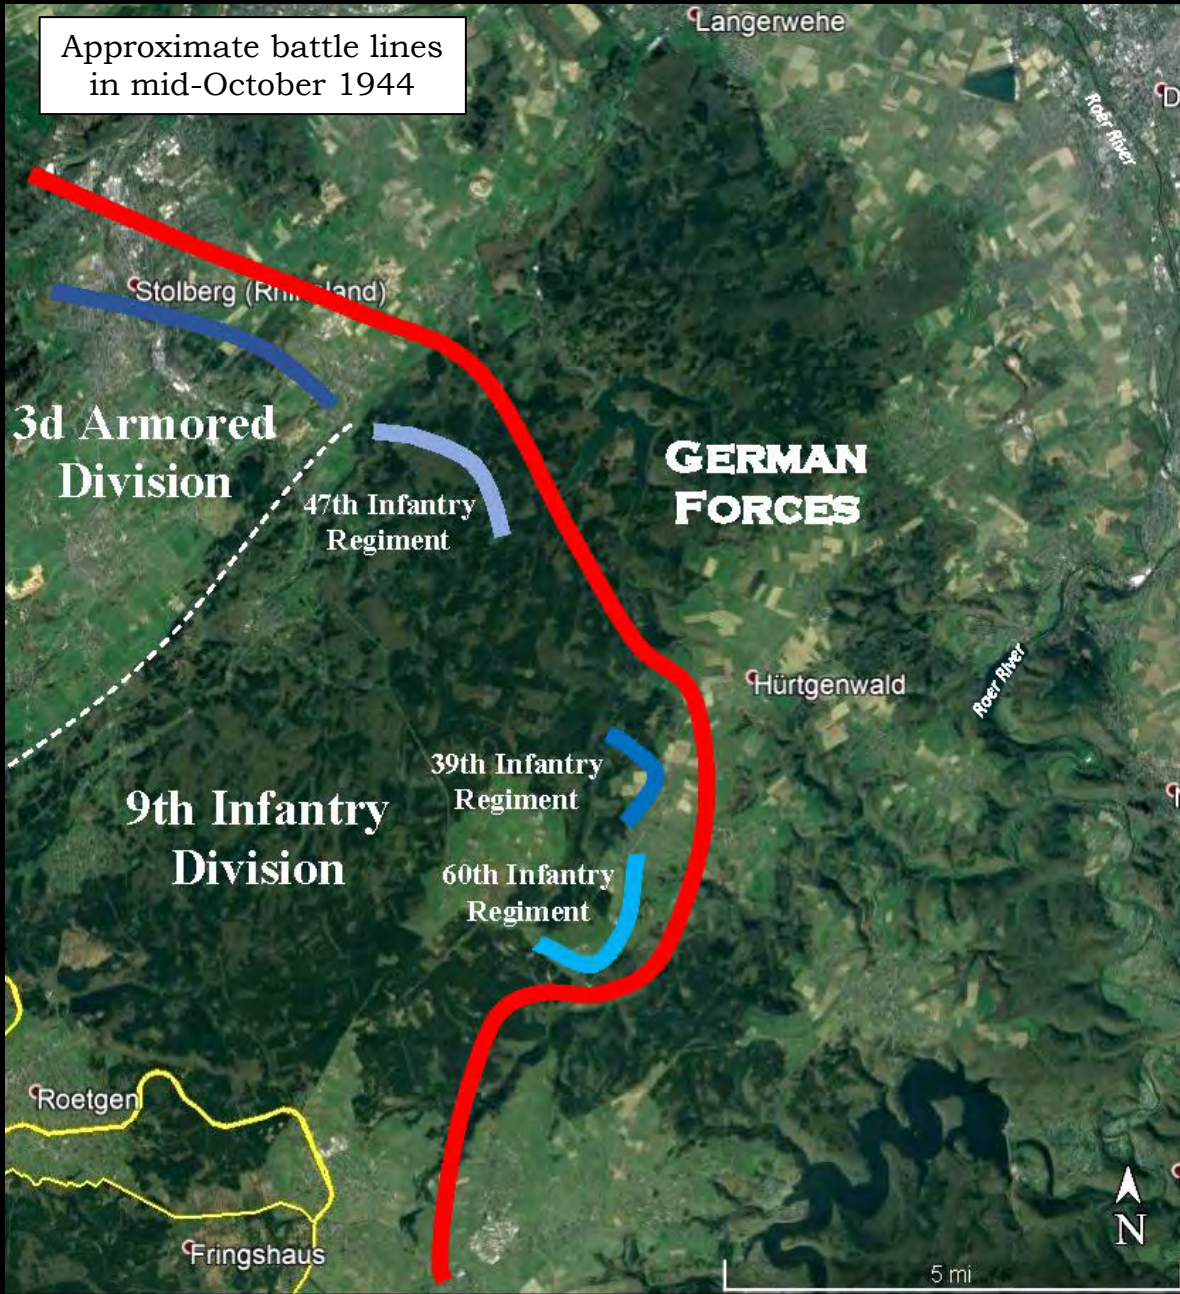 Approximate battle lines
in mid-October 1944
Langerwehe
D
Roer River
Stolberg (Rh
land)
3d Armored
Division
47th Infantry
Regiment
GERMAN
FORCES
Hürtgenwald
Roer River
39th Infantry
Regiment
9th Infantry
Division
60th Infantry
Regiment
Roetgen
N
Fringshaus
5 mi